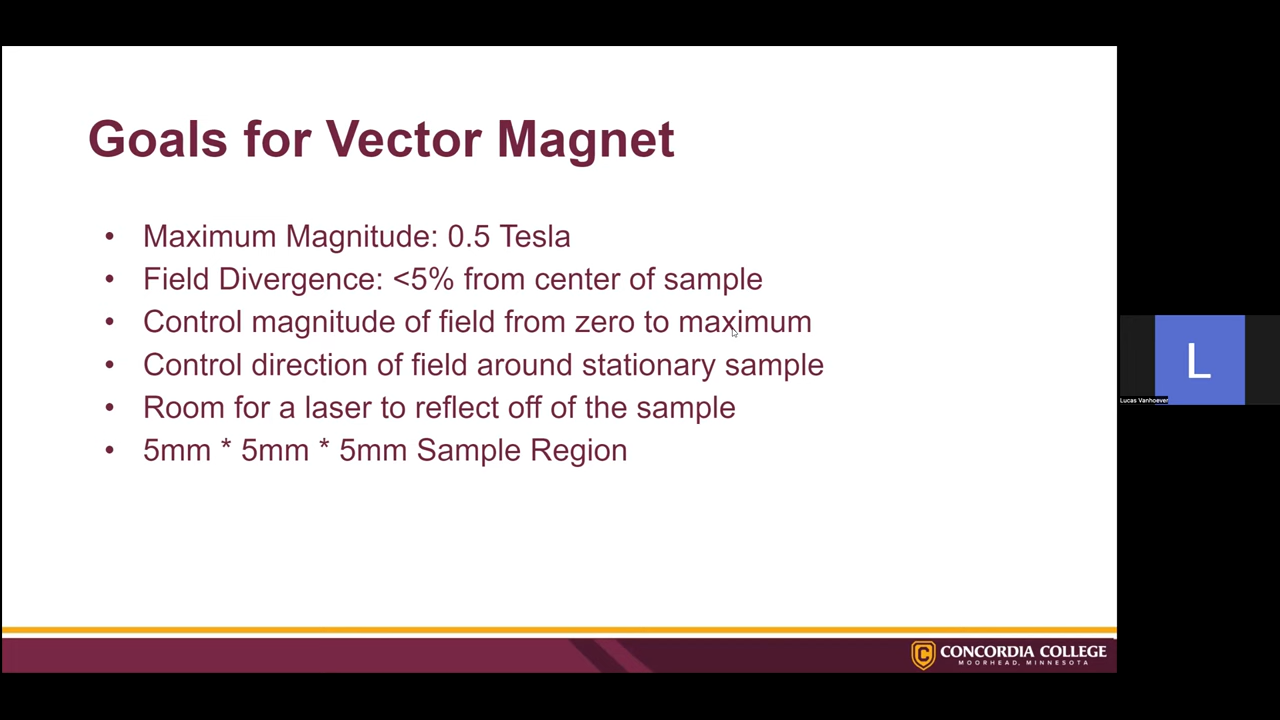 Goals for Vector Magnet
• Maximum Magnitude: 0.5 Tesla
• Field Divergence: <5% from center of sample
• Control magnitude of field from zero to maximum
• Control direction of field around stationary sample
• Room for a laser to reflect off of the sample
• 5mm * 5mm * 5mm Sample Region
L
Lucas Vanhoever
C
CONCORDIA COLLEGE
MOORHEAD, MINNESOTA